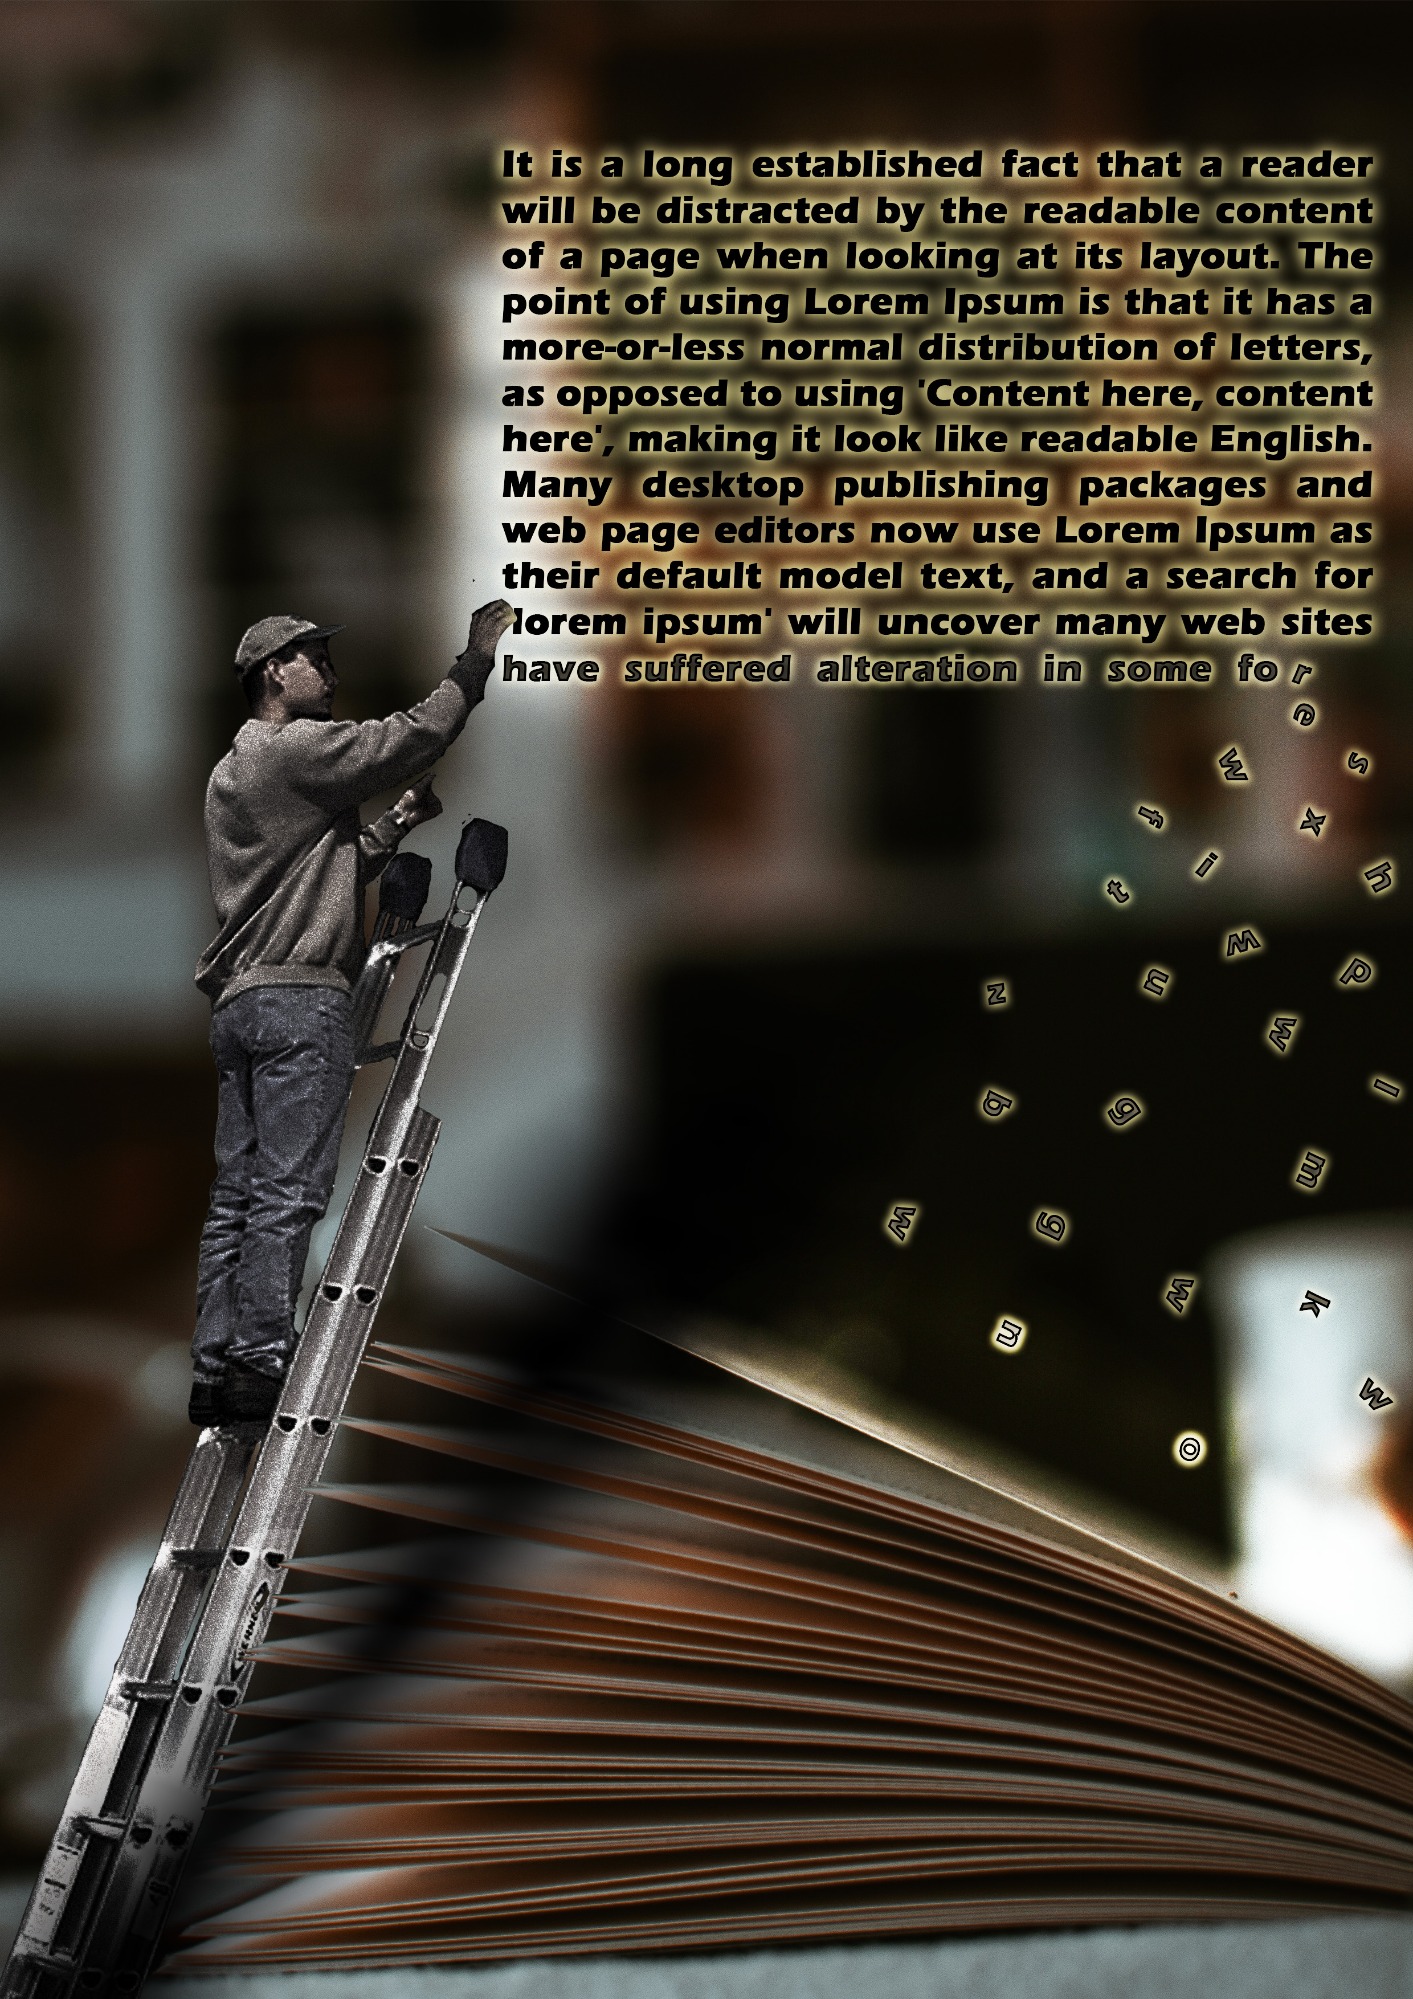 It is a long established fact that a reader
will be distracted by the readable content
of a page when looking at its layout. The
point of using Lorem Ipsum is that it has a
more-or-less normal distribution of letters,
as opposed to using 'Content here, content
here', making it look like readable English.
Many desktop publishing packages and
web page editors now use Lorem Ipsum as
their default model text, and a search for
'lorem ipsum' will uncover many web sites
have suffered alteration in some fo r
e
w s
f x
i h
t
w
u p
z
w
b g l
m
w g
w k
n
w
o